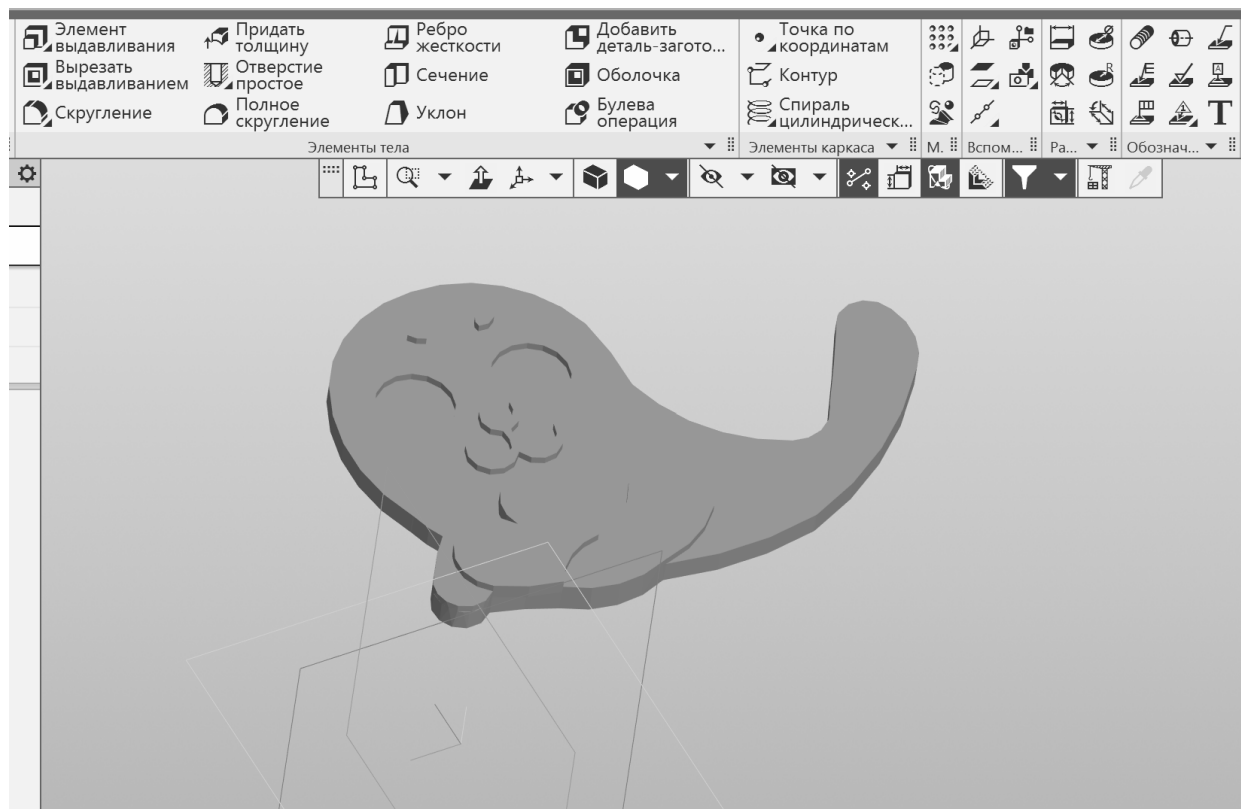 Элемент выдавливания
Придать толщину
Ребро жесткости
Добавить деталь-загото...
Точка по координатам
Вырезать выдавливанием
Отверстие простое
Сечение
Оболочка
Контур
Скругление
Полное скругление
Уклон
Булева операция
Спираль цилиндрическ...
Элементы тела
Элементы каркаса
М.
Вспом...
Ра...
Обознач...